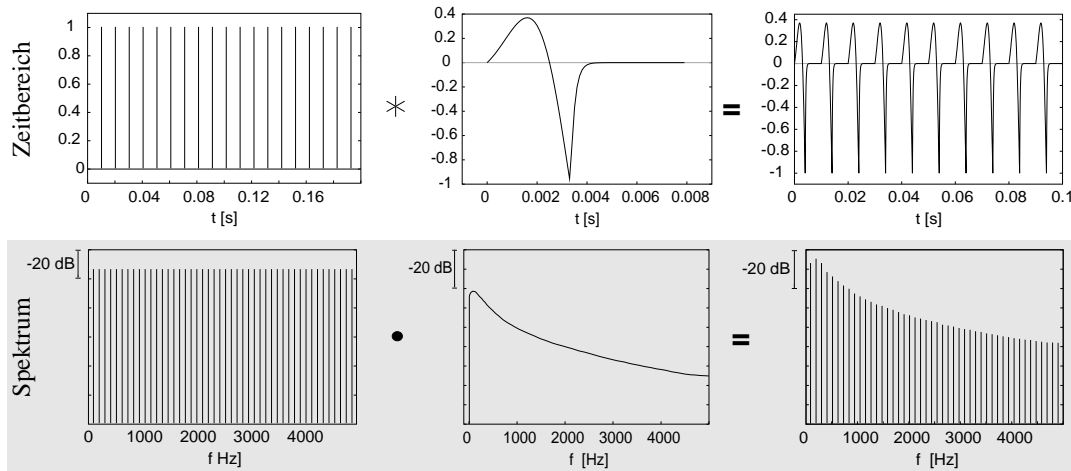 Zeitbereich
1
0.8
0.6
0.4
0.2
0
0 0.04 0.08 0.12 0.16
t [s]
*
0.4
0.2
0
-0.2
-0.4
-0.6
-0.8
-1
0 0.002 0.004 0.006 0.008
t [s]
=
0.4
0.2
0
-0.2
-0.4
-0.6
-0.8
-1
0 0.02 0.04 0.06 0.08 0.1
t [s]
Spektrum
-20 dB
0 1000 2000 3000 4000
f Hz]
•
-20 dB
0 1000 2000 3000 4000
f [Hz]
=
-20 dB
0 1000 2000 3000 4000
f [Hz]